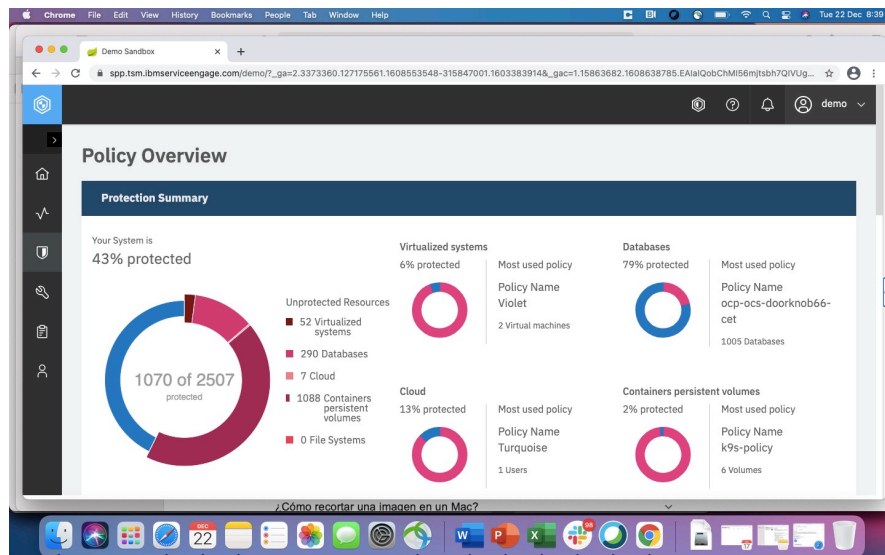 Chrome File Edit View History Bookmarks People Tab Window Help
Tue 22 Dec 8:39
Demo Sandbox
spp.tsm.ibmserviceengage.com/demo/?_ga=2.3373360.127175561.1608553548-315847001.1603383914&_gac=1.15863682.1608638785.EAIaIQobChMI56mjtsbh7QIVUg...
demo
Policy Overview
Protection Summary
Your System is
43% protected
1070 of 2507
protected
Unprotected Resources
52 Virtualized
systems
290 Databases
7 Cloud
1088 Containers
persistent
volumes
0 File Systems
Virtualized systems
6% protected
Most used policy
Policy Name
Violet
2 Virtual machines
Databases
79% protected
Most used policy
Policy Name
ocp-ocs-doorknob66-
cet
1005 Databases
Cloud
13% protected
Most used policy
Policy Name
Turquoise
1 Users
Containers persistent volumes
2% protected
Most used policy
Policy Name
k9s-policy
6 Volumes
¿Cómo recortar una imagen en un Mac?
DEC
22
W
P
X
17